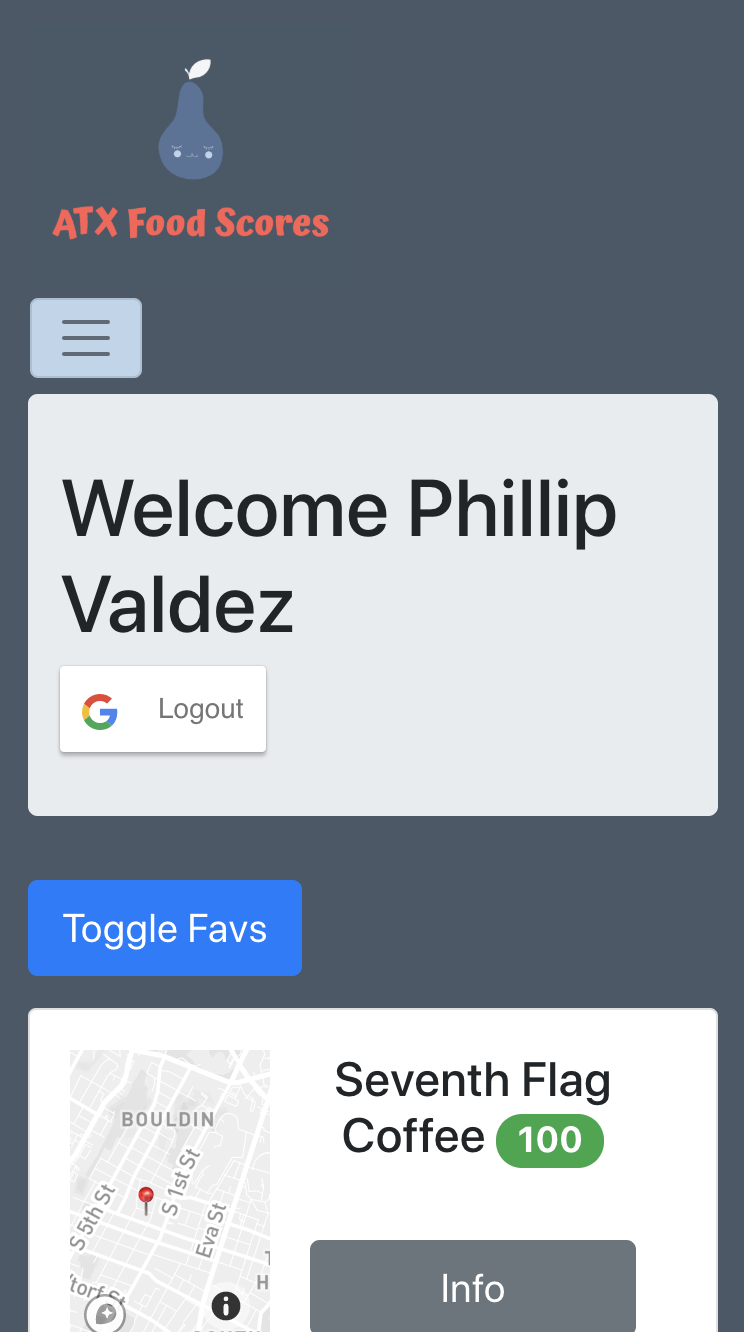 ATX Food Scores
Welcome Phillip
Valdez
Logout
Toggle Favs
Seventh Flag
Coffee 100
BOULDIN
S 1st St
S 5th St
Eva St
Info